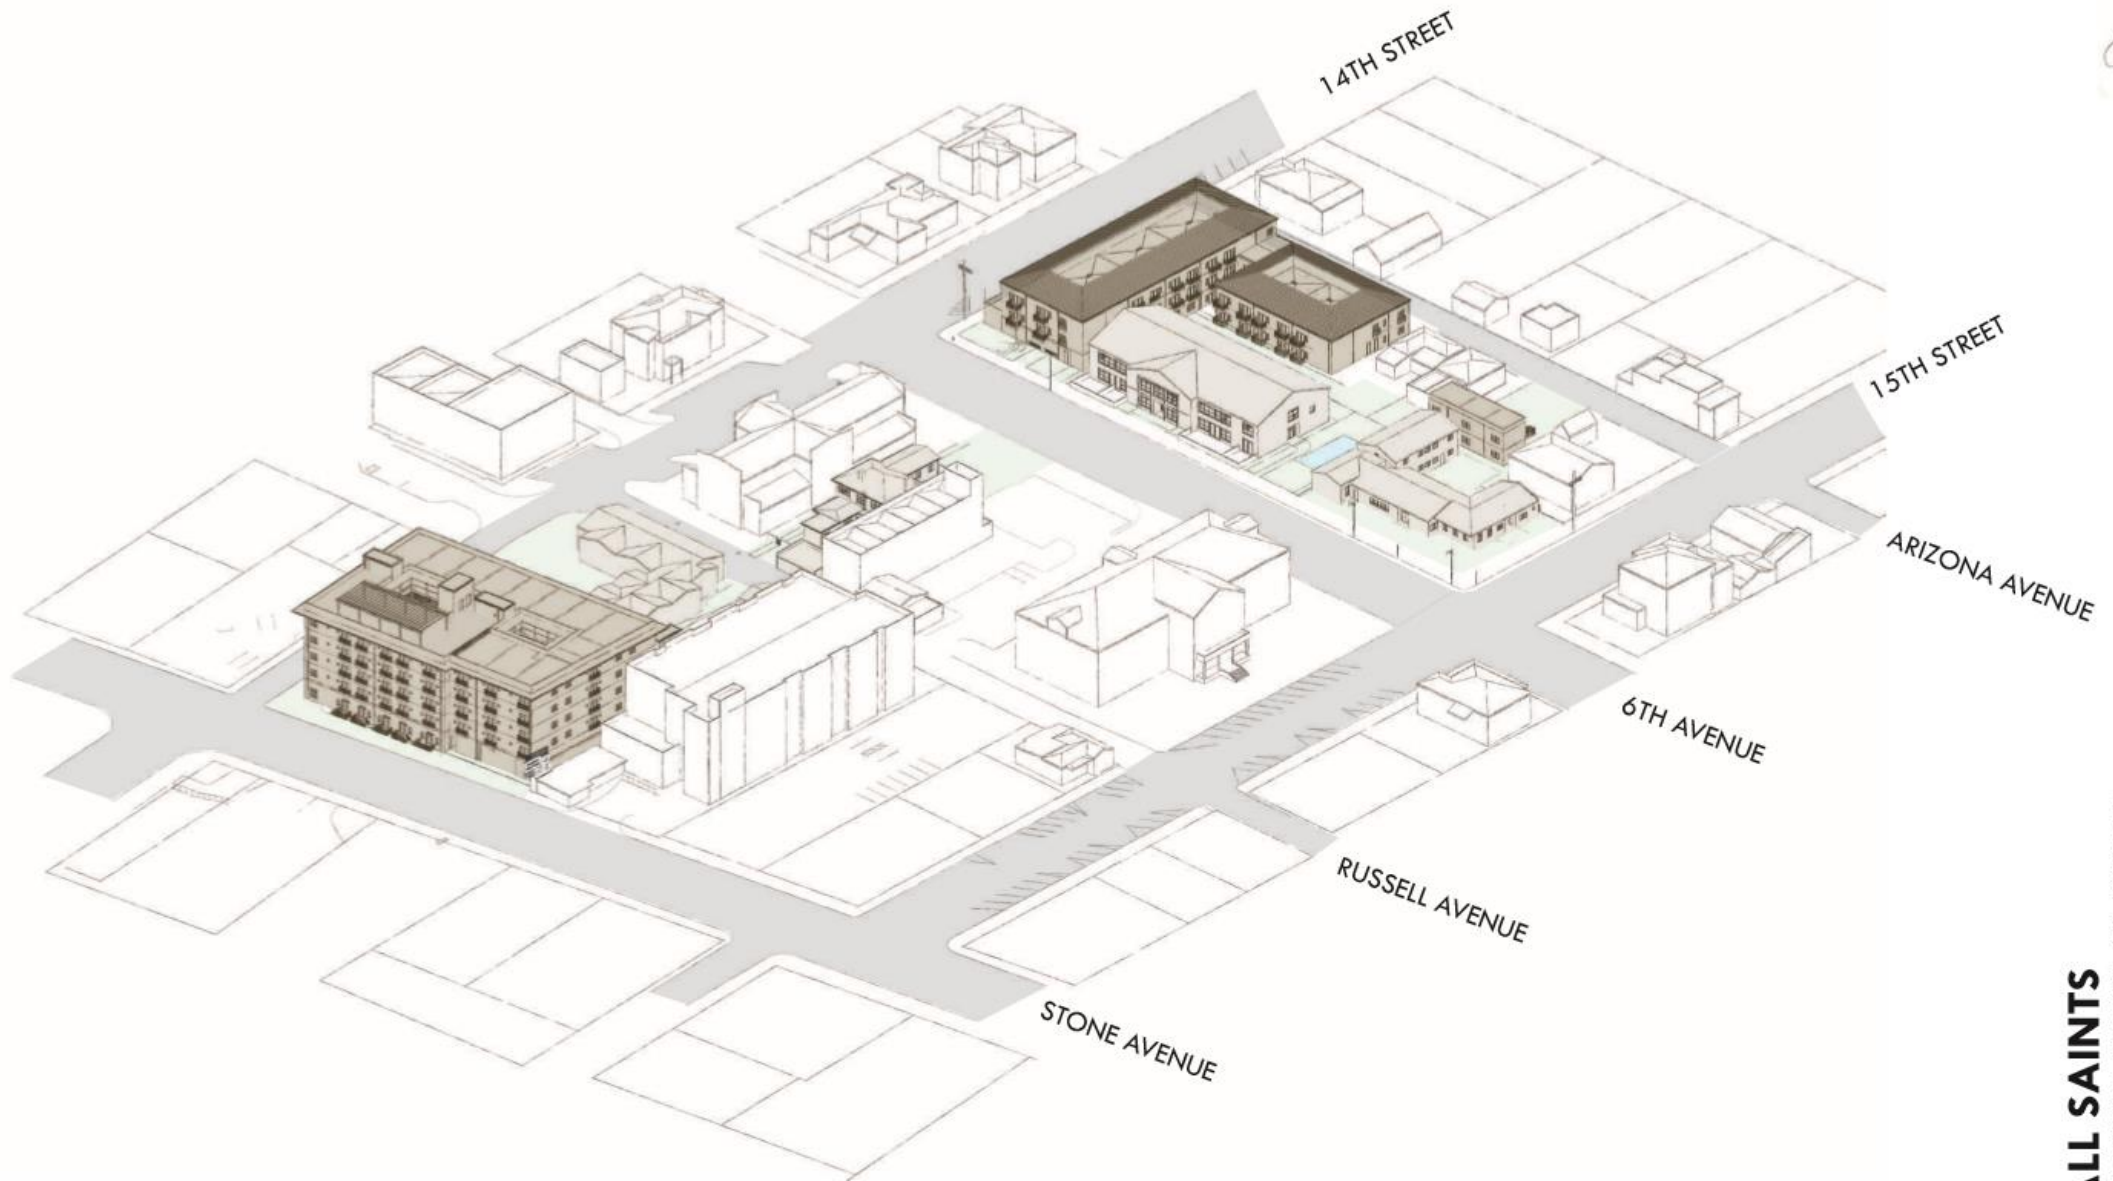 14TH STREET
15TH STREET
ARIZONA AVENUE
6TH AVENUE
RUSSELL AVENUE
STONE AVENUE
ALL SAINTS